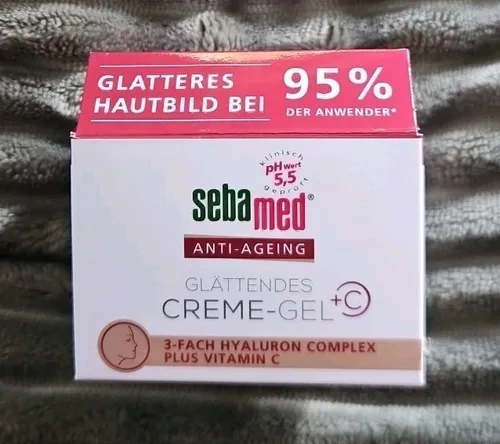 GLATTERES
HAUTBILD BEI
95%
DER ANWENDER*
klinisch
pH Wert
5,5
geprüft
sebamed®
ANTI-AGEING
GLÄTTENDES
CREME-GEL +C
3-FACH HYALURON COMPLEX
PLUS VITAMIN C